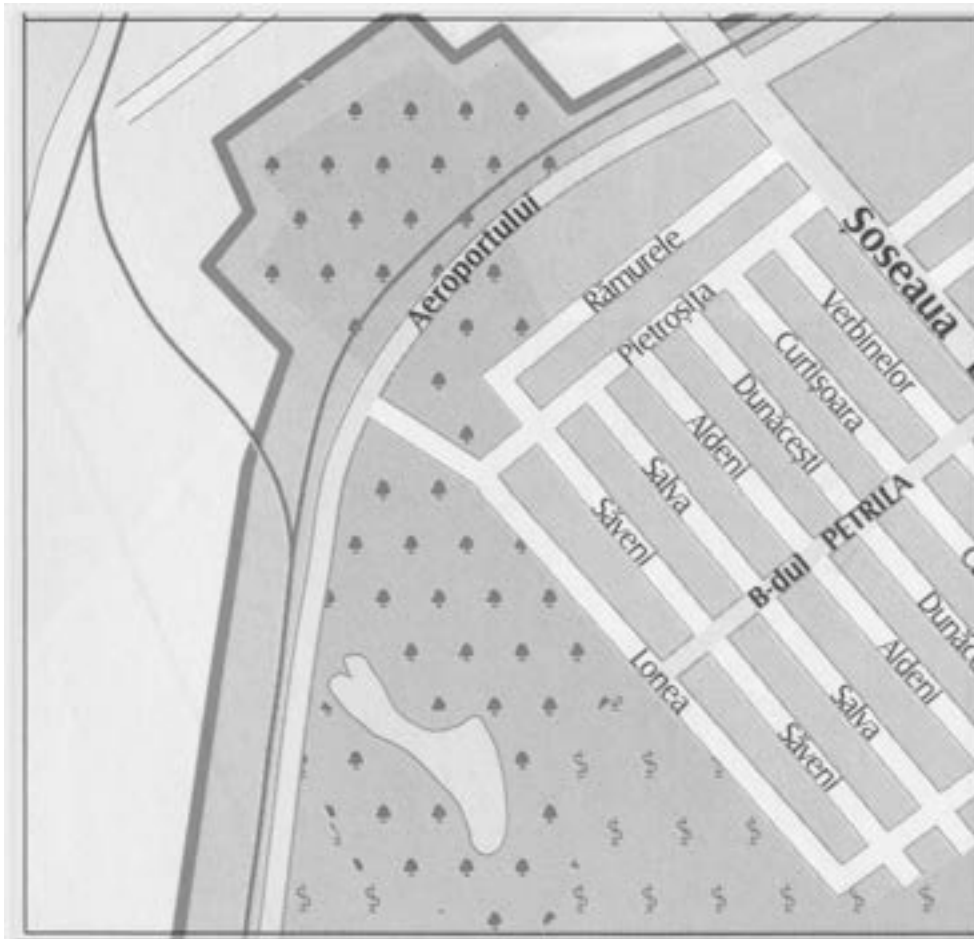 Aeroportului
Rămurele
Pietroșița
Șoseaua
Verbinelor
Curtișoara
Dunăcești
Aldeni
Salva
Săveni
B-dul PETRILA
Lonea
Aldeni
Salva
Săveni